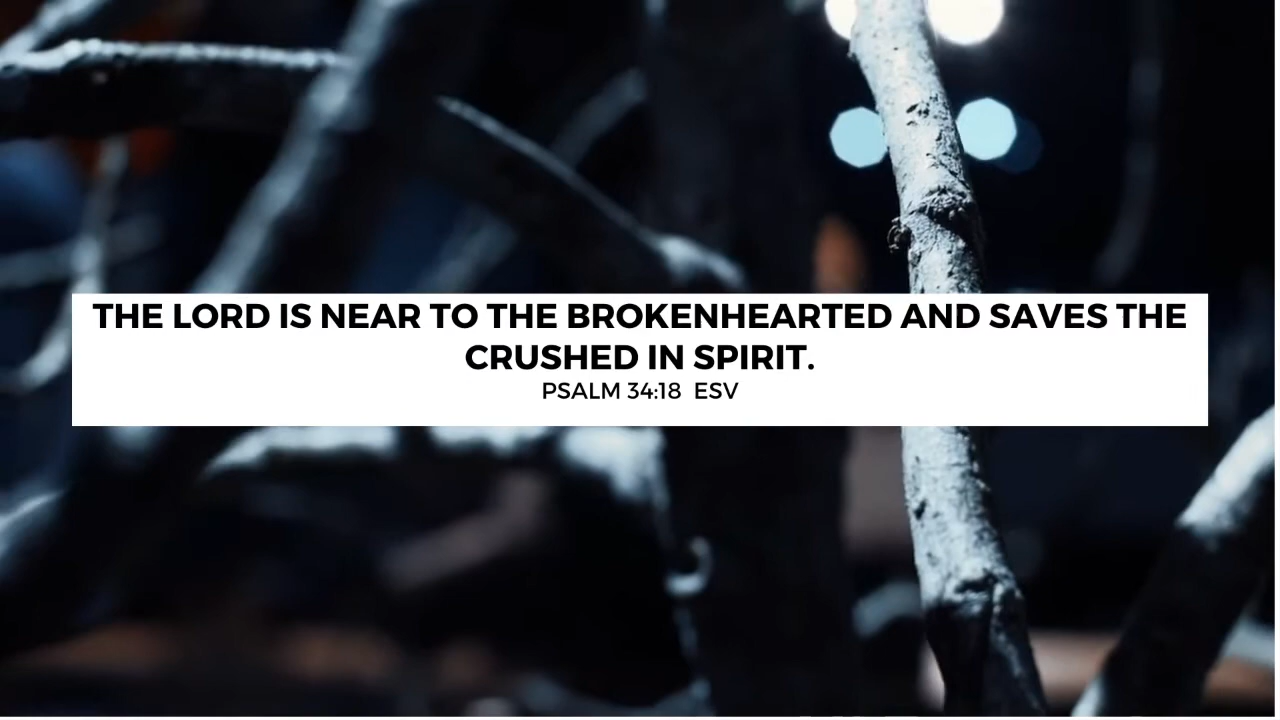 THE LORD IS NEAR TO THE BROKENHEARTED AND SAVES THE
CRUSHED IN SPIRIT.
PSALM 34:18 ESV